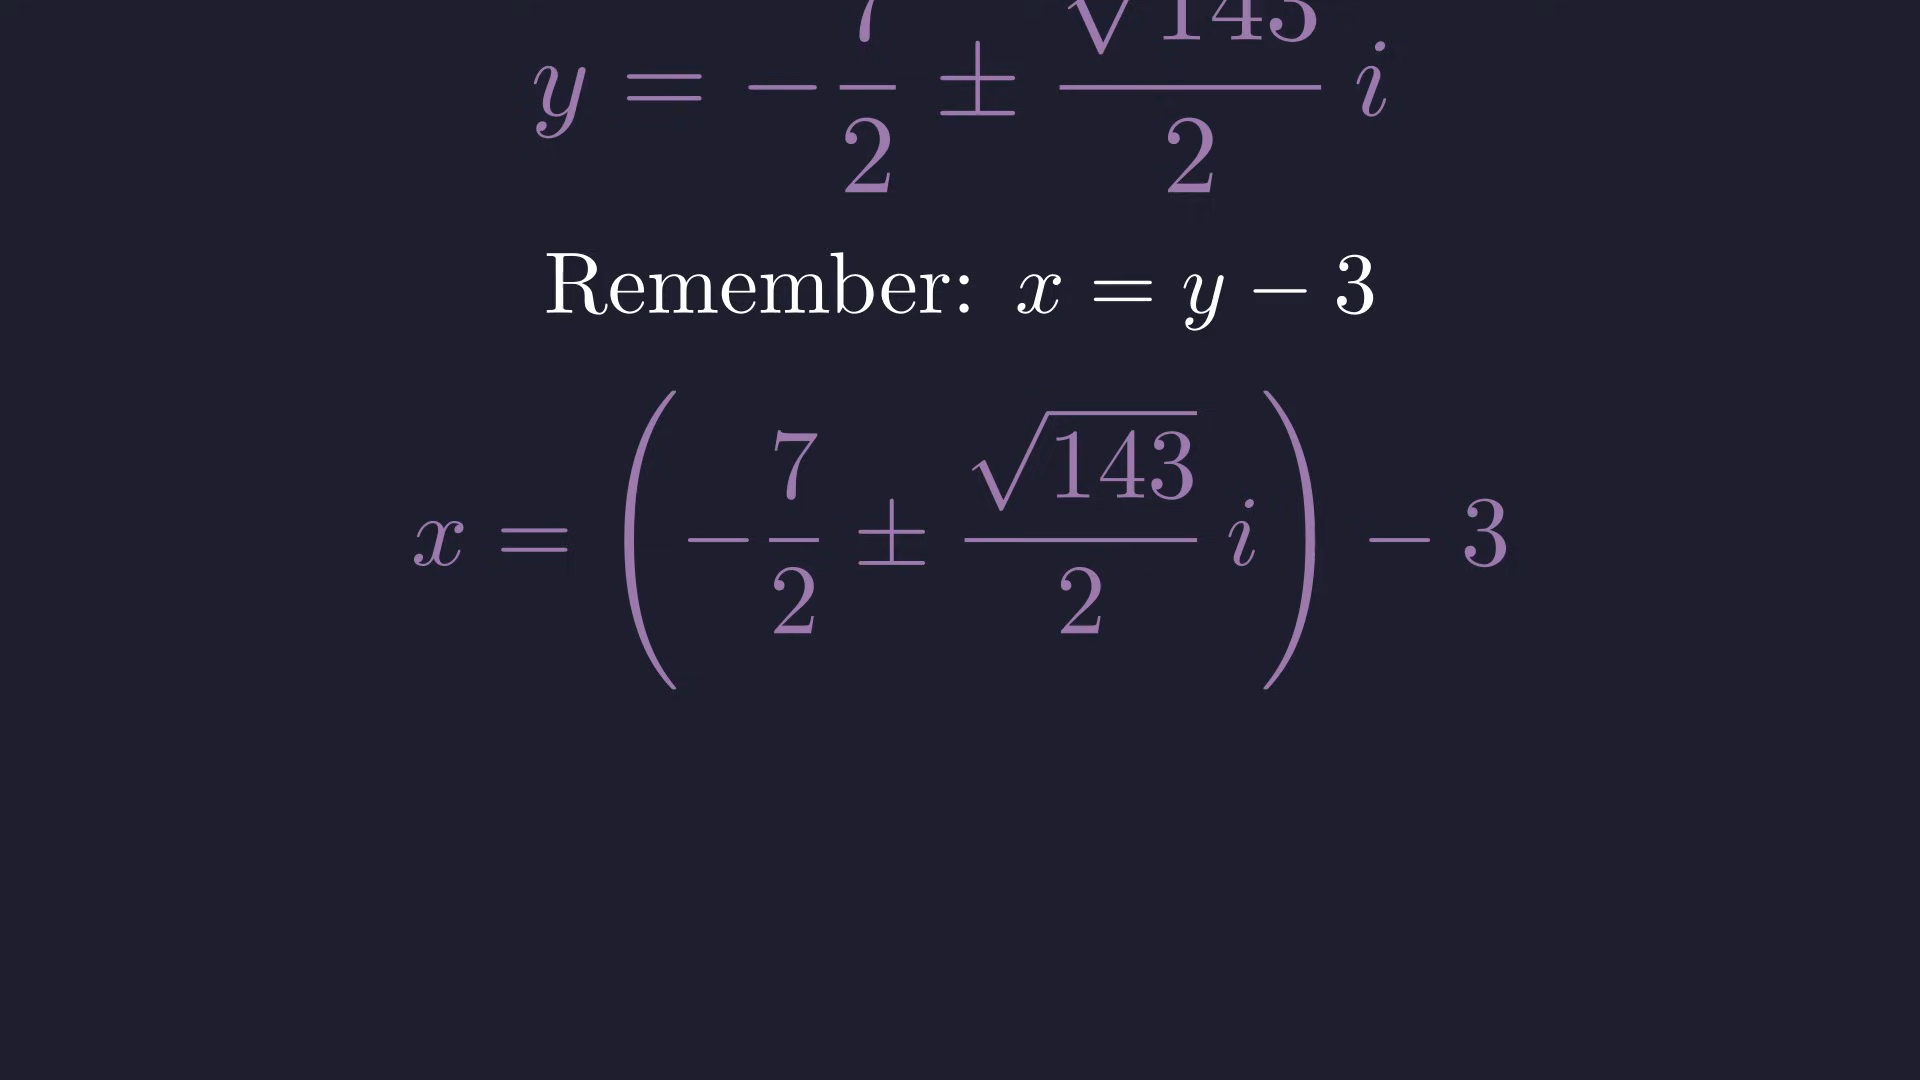 y = −7/2 ± √143/2 i
Remember: x = y − 3
x = (−7/2 ± √143/2 i) − 3